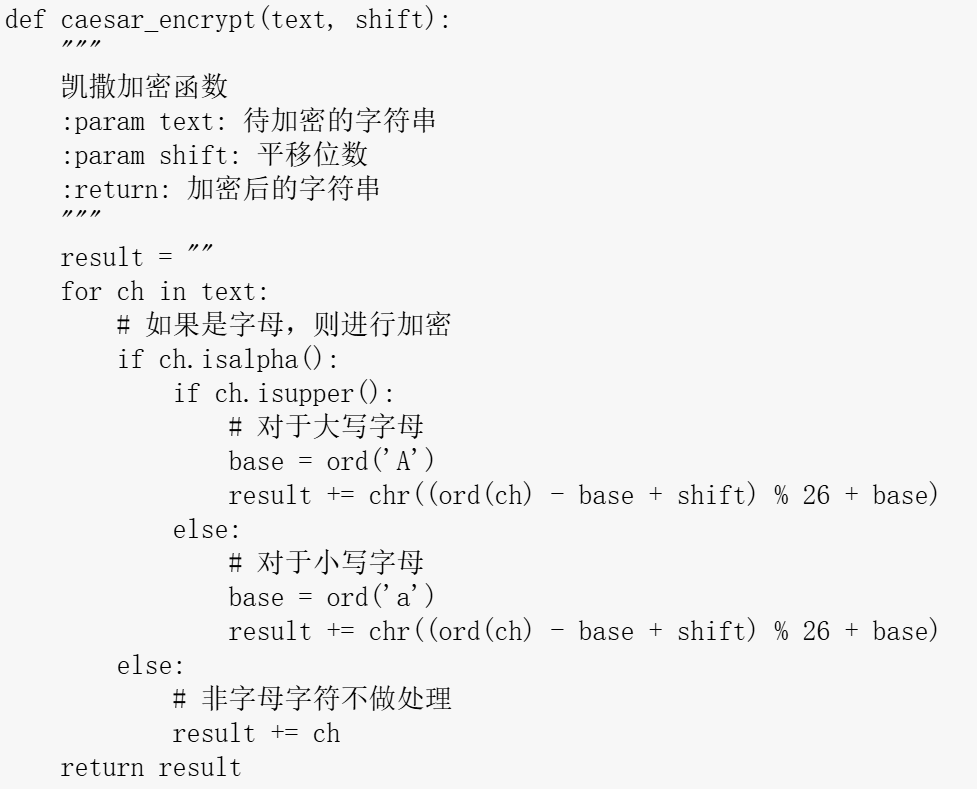 def caesar_encrypt(text, shift):
    """
    凯撒加密函数
    :param text: 待加密的字符串
    :param shift: 平移位数
    :return: 加密后的字符串
    """
    result = ""
    for ch in text:
        # 如果是字母，则进行加密
        if ch.isalpha():
            if ch.isupper():
                # 对于大写字母
                base = ord('A')
                result += chr((ord(ch) - base + shift) % 26 + base)
            else:
                # 对于小写字母
                base = ord('a')
                result += chr((ord(ch) - base + shift) % 26 + base)
        else:
            # 非字母字符不做处理
            result += ch
    return result